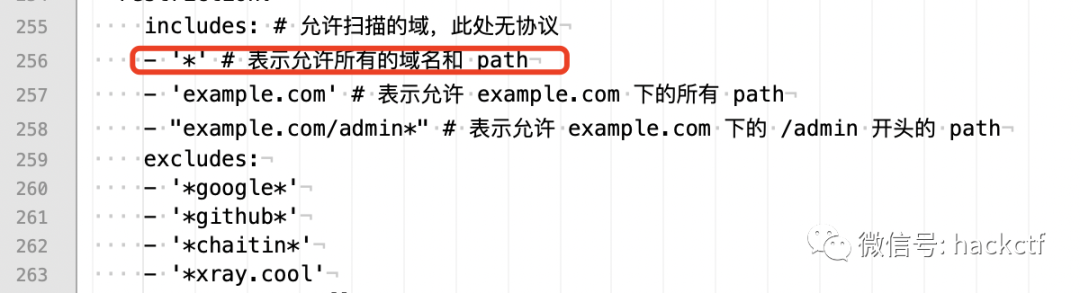 255 includes: # 允许扫描的域，此处无协议
256 - '*' # 表示允许所有的域名和 path
257 - 'example.com' # 表示允许 example.com 下的所有 path
258 - "example.com/admin*" # 表示允许 example.com 下的 /admin 开头的 path
259 excludes:
260 - '*google*'
261 - '*github*'
262 - '*chaitin*'
263 - '*xray.cool'
微信号: hackctf